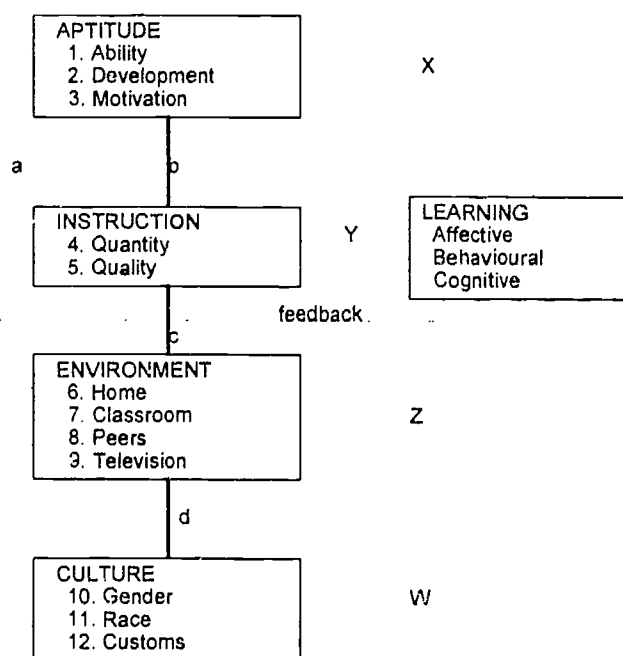 APTITUDE
1. Ability
2. Development
3. Motivation
X
a
b
INSTRUCTION
4. Quantity
5. Quality
Y
LEARNING
Affective
Behavioural
Cognitive
feedback
c
ENVIRONMENT
6. Home
7. Classroom
8. Peers
9. Television
Z
d
CULTURE
10. Gender
11. Race
12. Customs
W